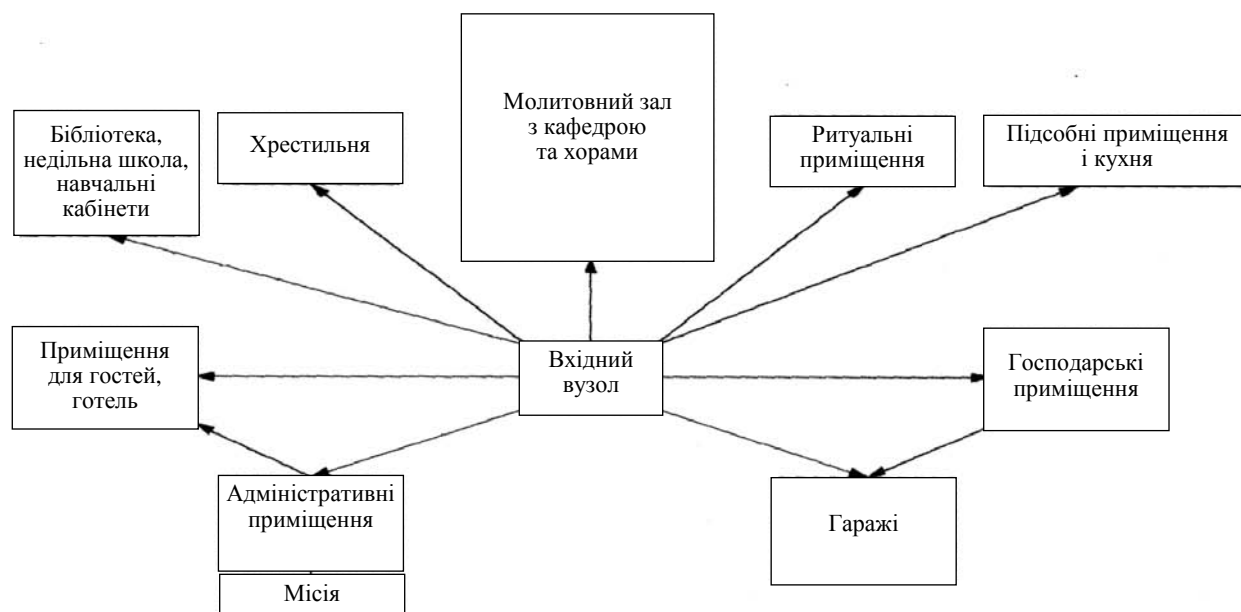 Молитовний зал
з кафедрою
та хорами
Бібліотека,
недільна школа,
навчальні
кабінети
Хрестильня
Ритуальні
приміщення
Підсобні приміщення
і кухня
Приміщення
для гостей,
готель
Вхідний
вузол
Господарські
приміщення
Адміністративні
приміщення
Гаражі
Місія